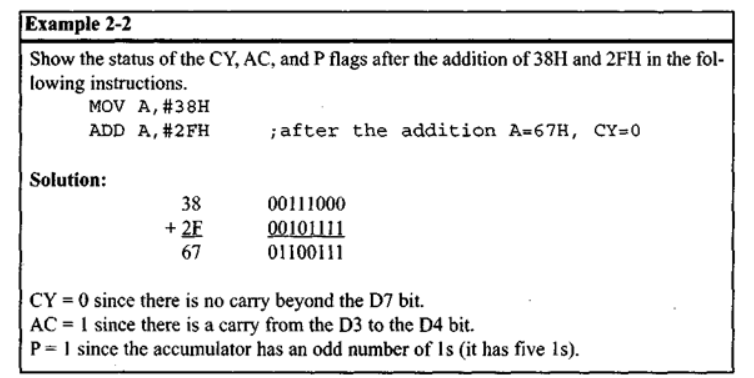 Example 2-2
Show the status of the CY, AC, and P flags after the addition of 38H and 2FH in the fol-
lowing instructions.
MOV A,#38H
ADD A,#2FH ;after the addition A=67H, CY=0
Solution:
38 00111000
+ 2F 00101111
67 01100111
CY = 0 since there is no carry beyond the D7 bit.
AC = 1 since there is a carry from the D3 to the D4 bit.
P = 1 since the accumulator has an odd number of 1s (it has five 1s).